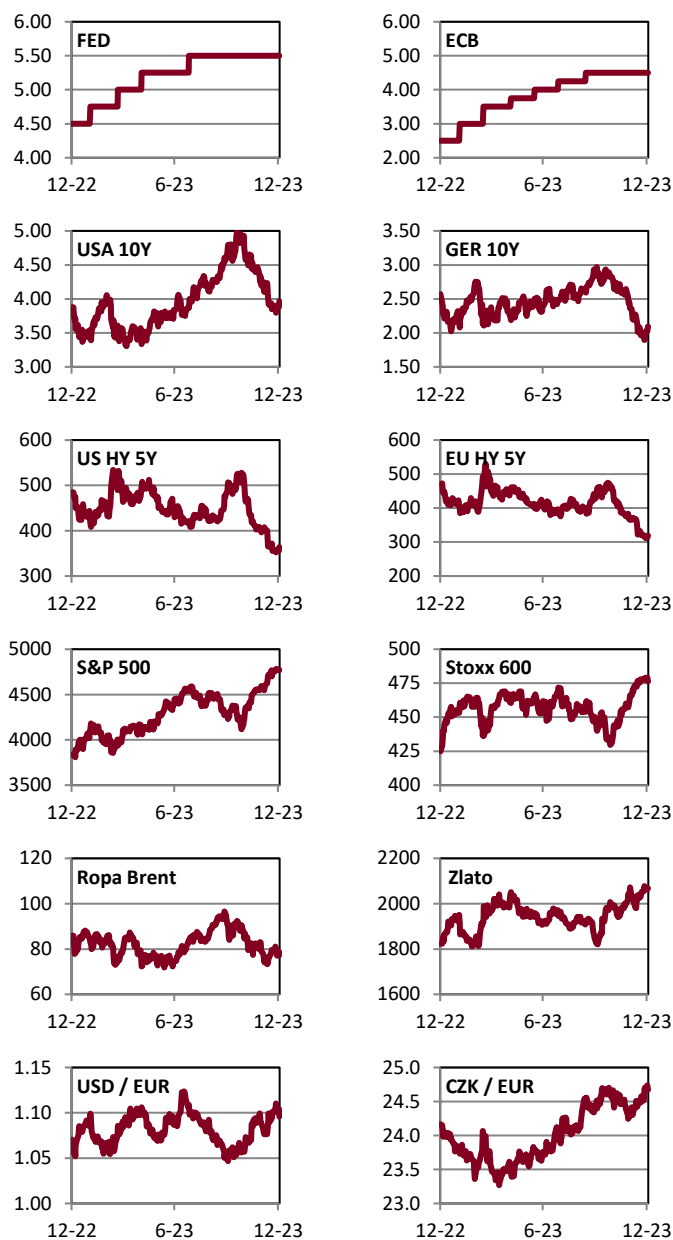 FED
6.00
5.50
5.00
4.50
4.00
12-22 6-23 12-23
ECB
6.00
5.00
4.00
3.00
2.00
12-22 6-23 12-23
USA 10Y
5.00
4.50
4.00
3.50
3.00
12-22 6-23 12-23
GER 10Y
3.50
3.00
2.50
2.00
1.50
12-22 6-23 12-23
US HY 5Y
600
500
400
300
12-22 6-23 12-23
EU HY 5Y
600
500
400
300
200
12-22 6-23 12-23
S&P 500
5000
4500
4000
3500
12-22 6-23 12-23
Stoxx 600
500
475
450
425
400
12-22 6-23 12-23
Ropa Brent
120
100
80
60
12-22 6-23 12-23
Zlato
2200
2000
1800
1600
12-22 6-23 12-23
USD / EUR
1.15
1.10
1.05
1.00
12-22 6-23 12-23
CZK / EUR
25.0
24.5
24.0
23.5
23.0
12-22 6-23 12-23